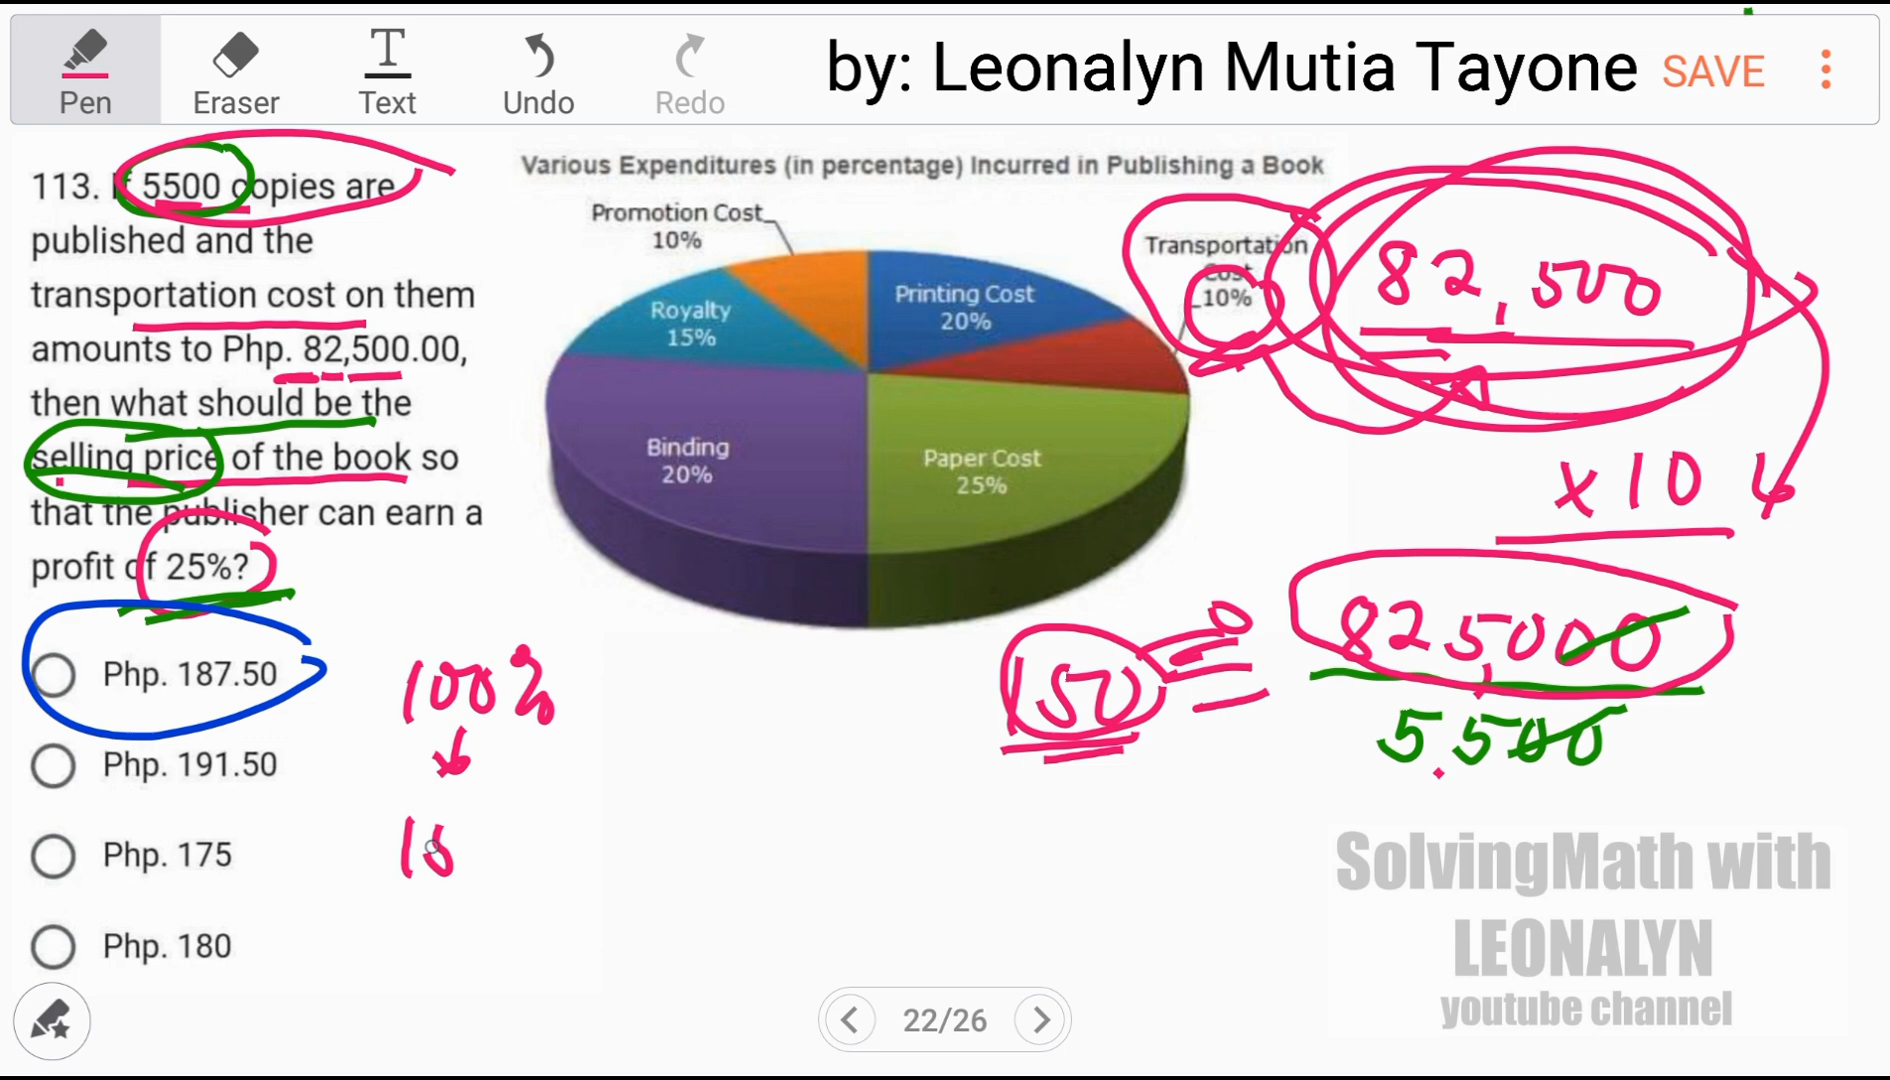 Pen
Eraser
Text
Undo
Redo
by: Leonalyn Mutia Tayone
SAVE
113. If 5500 copies are
published and the
transportation cost on them
amounts to Php. 82,500.00,
then what should be the
selling price of the book so
that the publisher can earn a
profit of 25%?
Php. 187.50
Php. 191.50
Php. 175
Php. 180
Various Expenditures (in percentage) Incurred in Publishing a Book
Promotion Cost
10%
Printing Cost
20%
Transportation
Cost
10%
Royalty
15%
Binding
20%
Paper Cost
25%
82,500
x10
825,000
5500
150
100%
22/26
SolvingMath with
LEONALYN
youtube channel